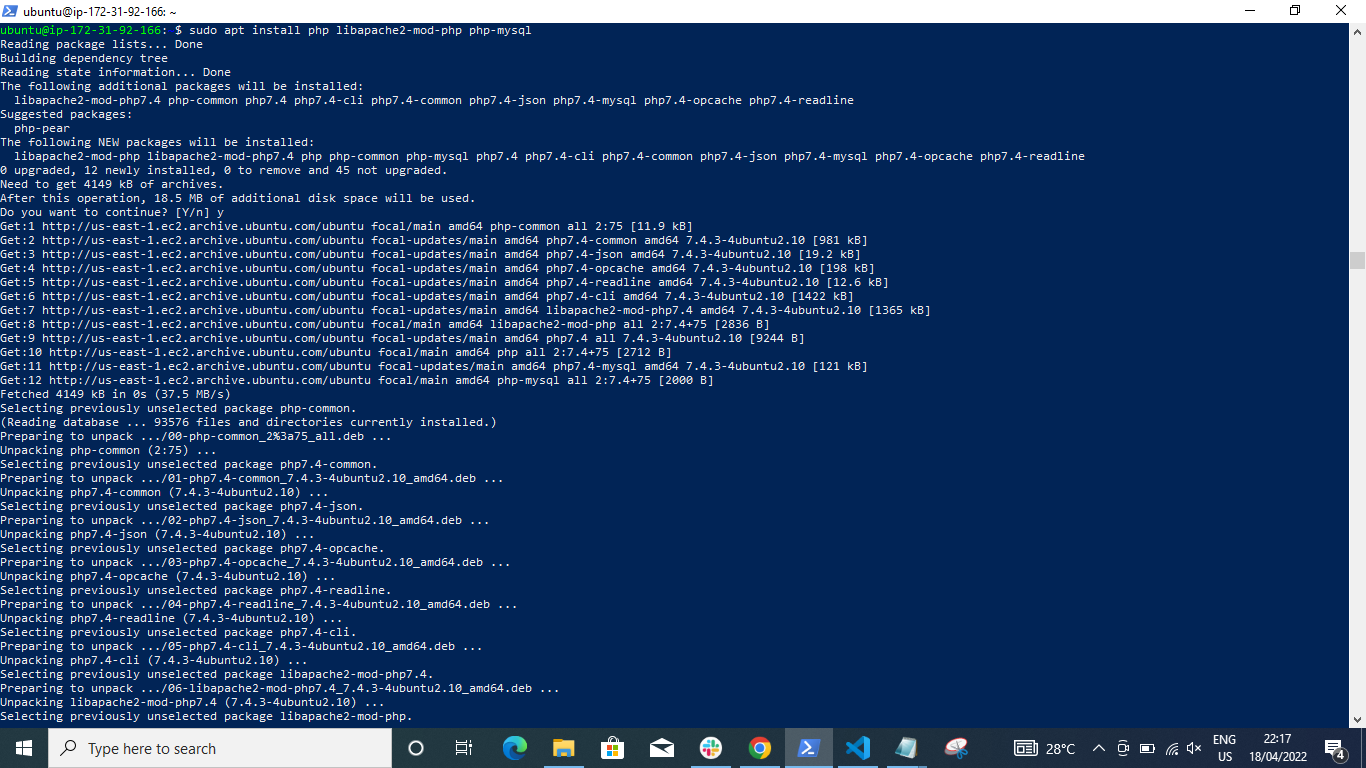 ubuntu@ip-172-31-92-166: ~
ubuntu@ip-172-31-92-166: $ sudo apt install php libapache2-mod-php php-mysql
Reading package lists... Done
Building dependency tree
Reading state information... Done
The following additional packages will be installed:
  libapache2-mod-php7.4 php-common php7.4 php7.4-cli php7.4-common php7.4-json php7.4-mysql php7.4-opcache php7.4-readline
Suggested packages:
  php-pear
The following NEW packages will be installed:
  libapache2-mod-php libapache2-mod-php7.4 php php-common php-mysql php7.4 php7.4-cli php7.4-common php7.4-json php7.4-mysql php7.4-opcache php7.4-readline
0 upgraded, 12 newly installed, 0 to remove and 45 not upgraded.
Need to get 4149 kB of archives.
After this operation, 18.5 MB of additional disk space will be used.
Do you want to continue? [Y/n] y
Get:1 http://us-east-1.ec2.archive.ubuntu.com/ubuntu focal/main amd64 php-common all 2:75 [11.9 kB]
Get:2 http://us-east-1.ec2.archive.ubuntu.com/ubuntu focal-updates/main amd64 php7.4-common amd64 7.4.3-4ubuntu2.10 [981 kB]
Get:3 http://us-east-1.ec2.archive.ubuntu.com/ubuntu focal-updates/main amd64 php7.4-json amd64 7.4.3-4ubuntu2.10 [19.2 kB]
Get:4 http://us-east-1.ec2.archive.ubuntu.com/ubuntu focal-updates/main amd64 php7.4-opcache amd64 7.4.3-4ubuntu2.10 [198 kB]
Get:5 http://us-east-1.ec2.archive.ubuntu.com/ubuntu focal-updates/main amd64 php7.4-readline amd64 7.4.3-4ubuntu2.10 [12.6 kB]
Get:6 http://us-east-1.ec2.archive.ubuntu.com/ubuntu focal-updates/main amd64 php7.4-cli amd64 7.4.3-4ubuntu2.10 [1422 kB]
Get:7 http://us-east-1.ec2.archive.ubuntu.com/ubuntu focal-updates/main amd64 libapache2-mod-php7.4 amd64 7.4.3-4ubuntu2.10 [1365 kB]
Get:8 http://us-east-1.ec2.archive.ubuntu.com/ubuntu focal/main amd64 libapache2-mod-php all 2:7.4+75 [2836 B]
Get:9 http://us-east-1.ec2.archive.ubuntu.com/ubuntu focal-updates/main amd64 php7.4 all 7.4.3-4ubuntu2.10 [9244 B]
Get:10 http://us-east-1.ec2.archive.ubuntu.com/ubuntu focal/main amd64 php all 2:7.4+75 [2712 B]
Get:11 http://us-east-1.ec2.archive.ubuntu.com/ubuntu focal-updates/main amd64 php7.4-mysql amd64 7.4.3-4ubuntu2.10 [121 kB]
Get:12 http://us-east-1.ec2.archive.ubuntu.com/ubuntu focal/main amd64 php-mysql all 2:7.4+75 [2000 B]
Fetched 4149 kB in 0s (37.5 MB/s)
Selecting previously unselected package php-common.
(Reading database ... 93576 files and directories currently installed.)
Preparing to unpack .../00-php-common_2%3a75_all.deb ...
Unpacking php-common (2:75) ...
Selecting previously unselected package php7.4-common.
Preparing to unpack .../01-php7.4-common_7.4.3-4ubuntu2.10_amd64.deb ...
Unpacking php7.4-common (7.4.3-4ubuntu2.10) ...
Selecting previously unselected package php7.4-json.
Preparing to unpack .../02-php7.4-json_7.4.3-4ubuntu2.10_amd64.deb ...
Unpacking php7.4-json (7.4.3-4ubuntu2.10) ...
Selecting previously unselected package php7.4-opcache.
Preparing to unpack .../03-php7.4-opcache_7.4.3-4ubuntu2.10_amd64.deb ...
Unpacking php7.4-opcache (7.4.3-4ubuntu2.10) ...
Selecting previously unselected package php7.4-readline.
Preparing to unpack .../04-php7.4-readline_7.4.3-4ubuntu2.10_amd64.deb ...
Unpacking php7.4-readline (7.4.3-4ubuntu2.10) ...
Selecting previously unselected package php7.4-cli.
Preparing to unpack .../05-php7.4-cli_7.4.3-4ubuntu2.10_amd64.deb ...
Unpacking php7.4-cli (7.4.3-4ubuntu2.10) ...
Selecting previously unselected package libapache2-mod-php7.4.
Preparing to unpack .../06-libapache2-mod-php7.4_7.4.3-4ubuntu2.10_amd64.deb ...
Unpacking libapache2-mod-php7.4 (7.4.3-4ubuntu2.10) ...
Selecting previously unselected package libapache2-mod-php.
Type here to search
28°C
ENG
US
22:17
18/04/2022
4